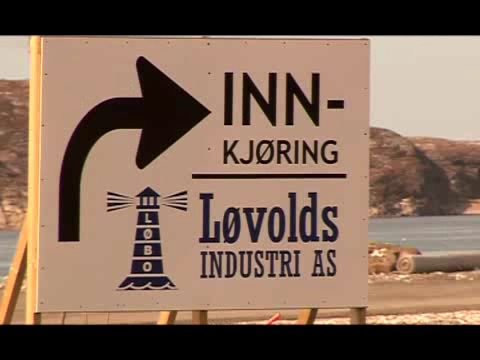 INN-
KJØRING
Løvolds
INDUSTRI AS
LØBO